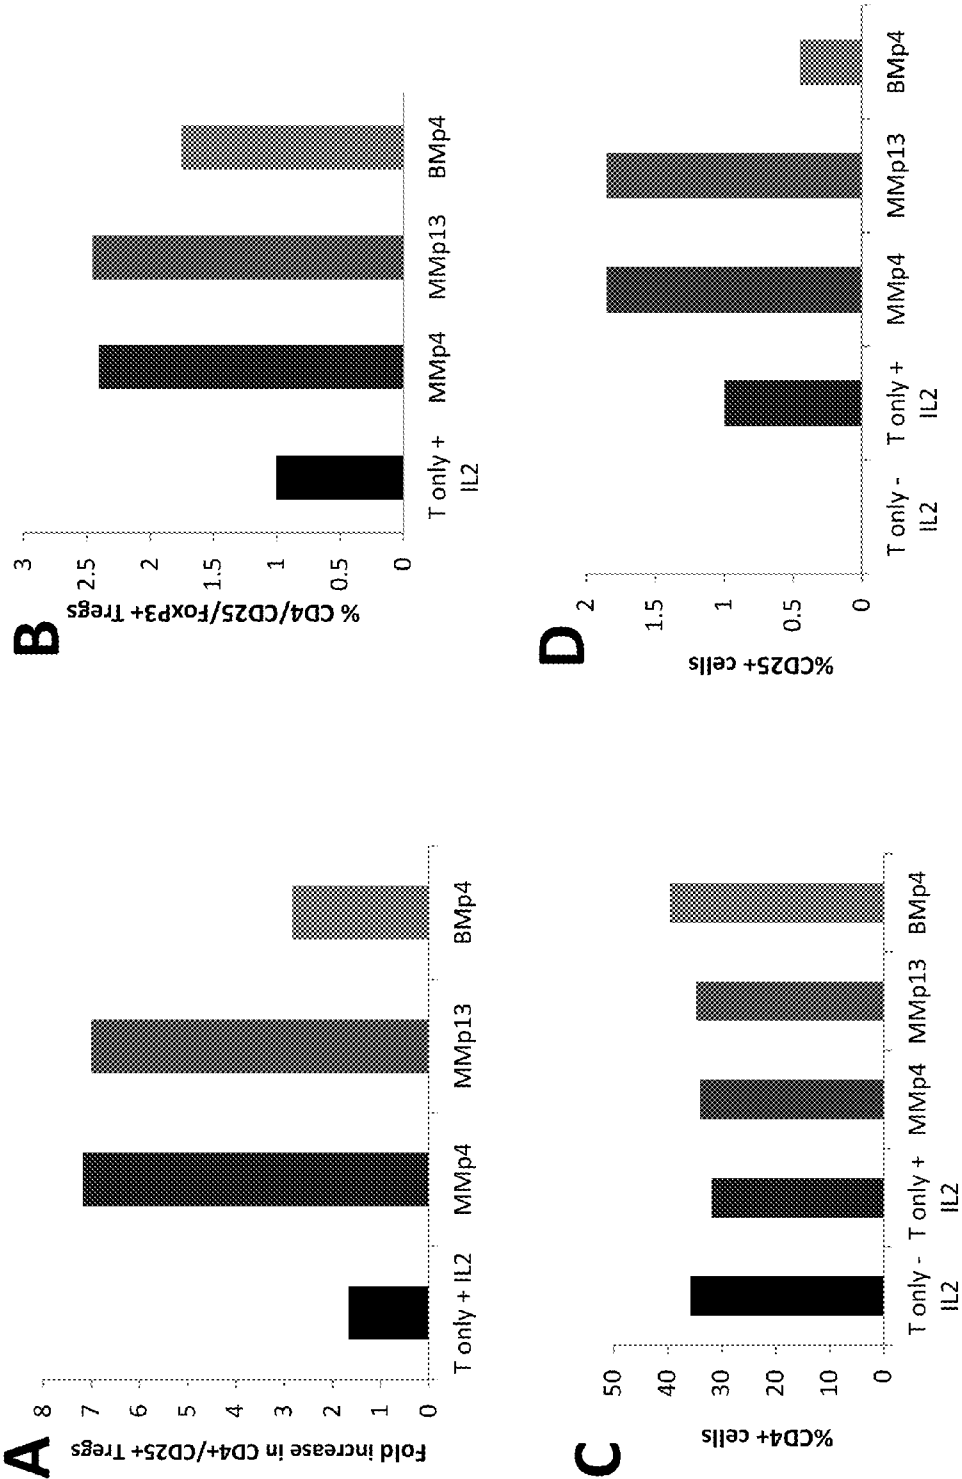 A
Fold increase in CD4+/CD25+ Tregs
8
7
6
5
4
3
2
1
0
T only + IL2
MMp4
MMp13
BMp4
B
% CD4/CD25/FoxP3+ Tregs
3
2.5
2
1.5
1
0.5
0
T only +
IL2
MMp4
MMp13
BMp4
C
%CD4+ cells
50
40
30
20
10
0
T only -
IL2
T only +
IL2
MMp4
MMp13
BMp4
D
%CD25+ cells
2
1.5
1
0.5
0
T only -
IL2
T only +
IL2
MMp4
MMp13
BMp4